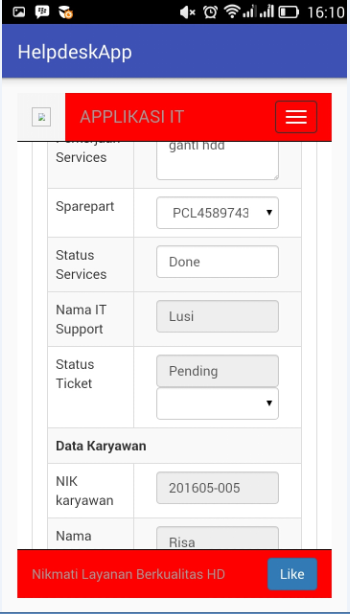 16:10
HelpdeskApp
APPLIKASI IT
Services
ganti hdd
Sparepart
PCL4589743
Status
Services
Done
Nama IT
Support
Lusi
Status
Ticket
Pending
Data Karyawan
NIK
karyawan
201605-005
Nama
Risa
Nikmati Layanan Berkualitas HD
Like